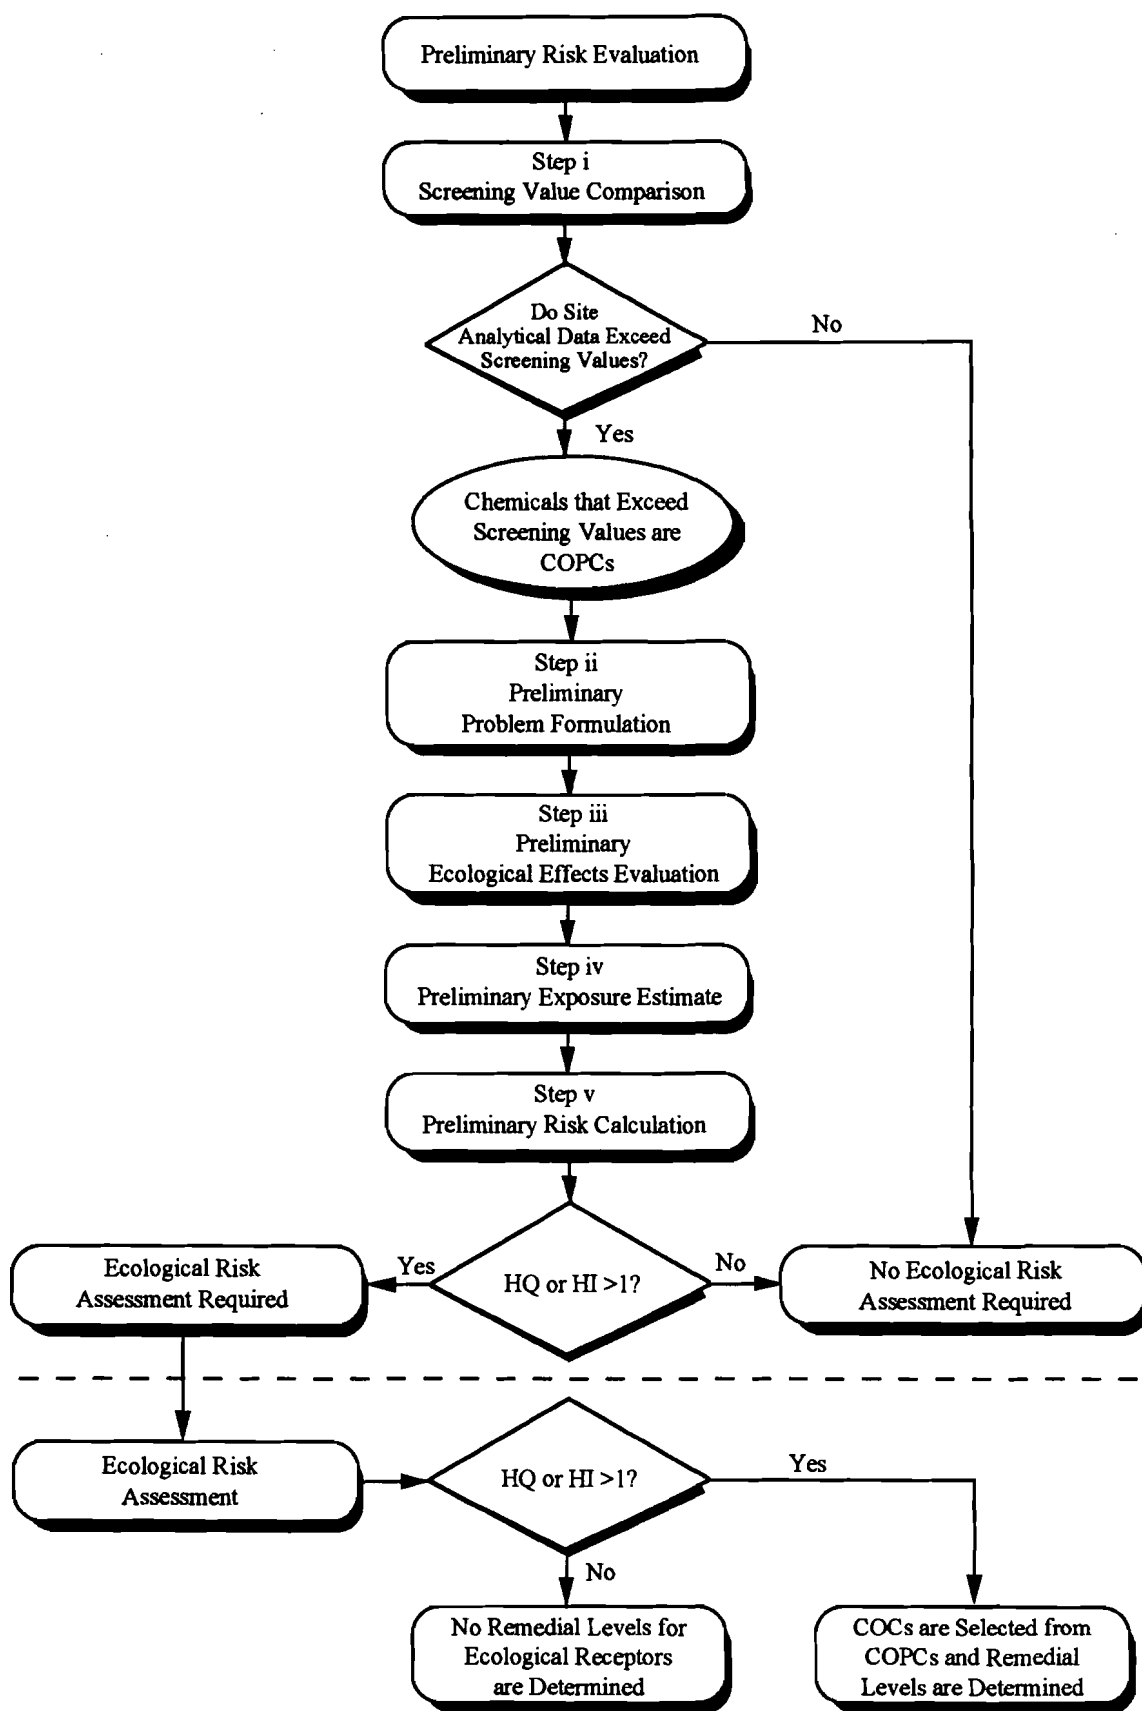 Preliminary Risk Evaluation
Step i
Screening Value Comparison
Do Site
Analytical Data Exceed
Screening Values?
No
Yes
Chemicals that Exceed
Screening Values are
COPCs
Step ii
Preliminary
Problem Formulation
Step iii
Preliminary
Ecological Effects Evaluation
Step iv
Preliminary Exposure Estimate
Step v
Preliminary Risk Calculation
Ecological Risk
Assessment Required
Yes
HQ or HI >1?
No
No Ecological Risk
Assessment Required
Ecological Risk
Assessment
HQ or HI >1?
Yes
No
No Remedial Levels for
Ecological Receptors
are Determined
COCs are Selected from
COPCs and Remedial
Levels are Determined